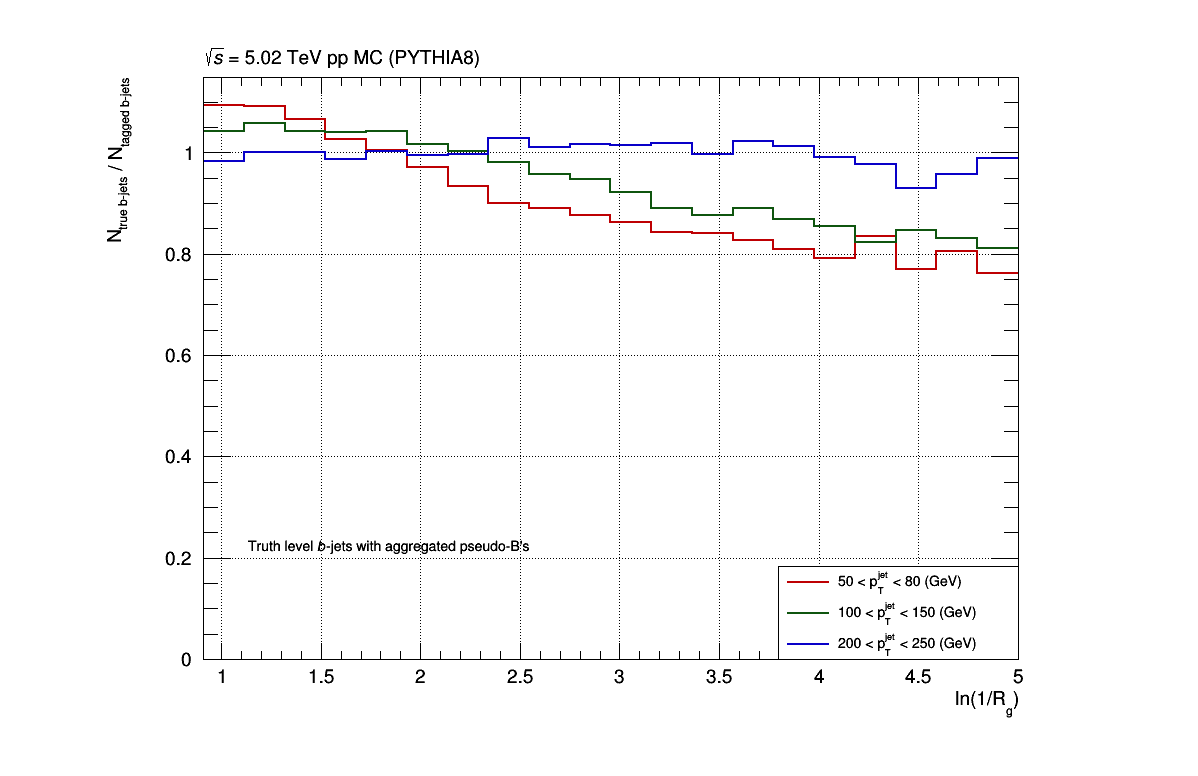 √s = 5.02 TeV pp MC (PYTHIA8)
N_true b-jets / N_tagged b-jets
1
0.8
0.6
0.4
0.2
0
Truth level b-jets with aggregated pseudo-B's
50 < p_T^jet < 80 (GeV)
100 < p_T^jet < 150 (GeV)
200 < p_T^jet < 250 (GeV)
1 1.5 2 2.5 3 3.5 4 4.5 5
ln(1/R_g)